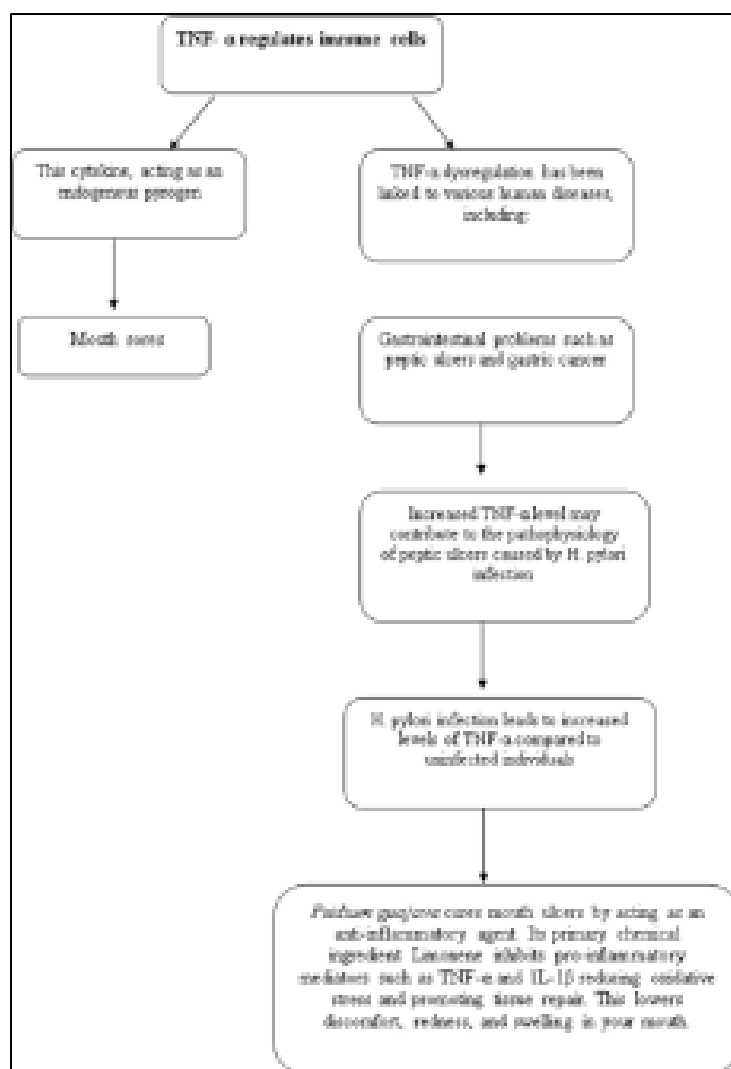 TNF- α regulates immune cells
This cytokine, acting as an
endogenous pyrogen
TNF-α dysregulation has been
linked to various human diseases,
including:
Mouth sores
Gastrointestinal problems such as
peptic ulcers and gastric cancer
Increased TNF-α level may
contribute to the pathophysiology
of peptic ulcers caused by H. pylori
infection
H. pylori infection leads to increased
levels of TNF-α compared to
uninfected individuals
cures mouth ulcers by acting as an
anti-inflammatory agent. Its primary chemical
ingredient Limonene inhibits pro-inflammatory
mediators such as TNF-α and IL-1β reducing oxidative
stress and promoting tissue repair. This lowers
discomfort, redness, and swelling in your mouth.